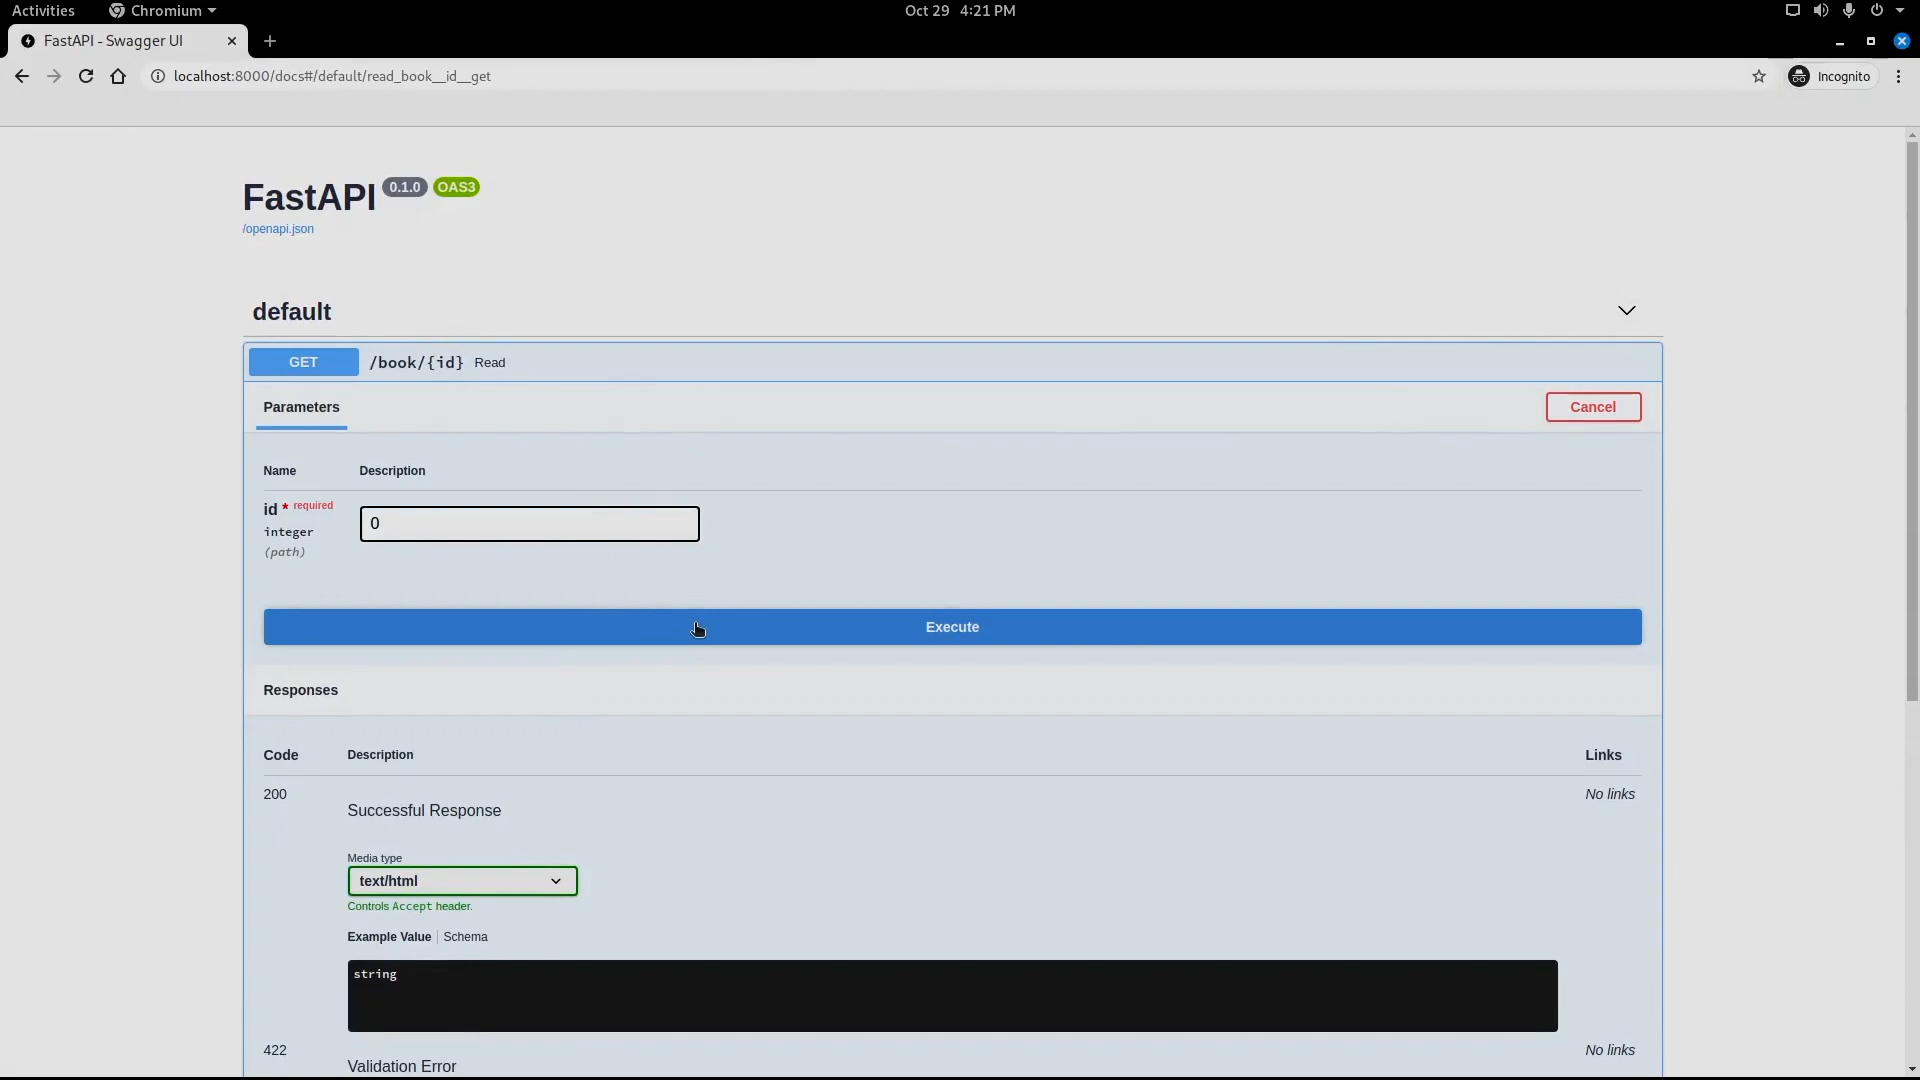 Activities Chromium Oct 29 4:21 PM
FastAPI - Swagger UI
localhost:8000/docs#/default/read_book__id__get Incognito
FastAPI 0.1.0 OAS3
/openapi.json
default
GET /book/{id} Read
Parameters Cancel
Name Description
id * required
integer
(path)
0
Execute
Responses
Code Description Links
200 No links
Successful Response
Media type
text/html
Controls Accept header.
Example Value Schema
string
422 No links
Validation Error